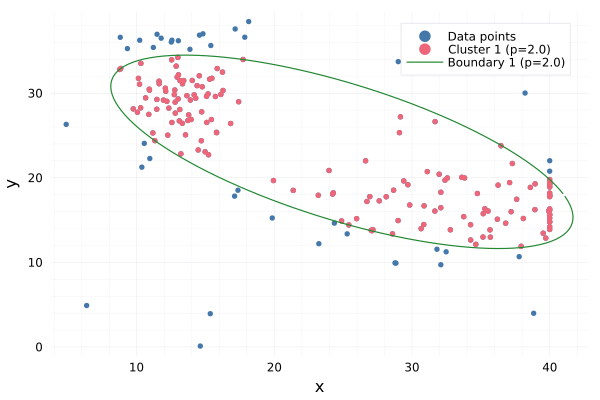 Data points
Cluster 1 (p=2.0)
Boundary 1 (p=2.0)
30
20
10
0
y
10 20 30 40
x